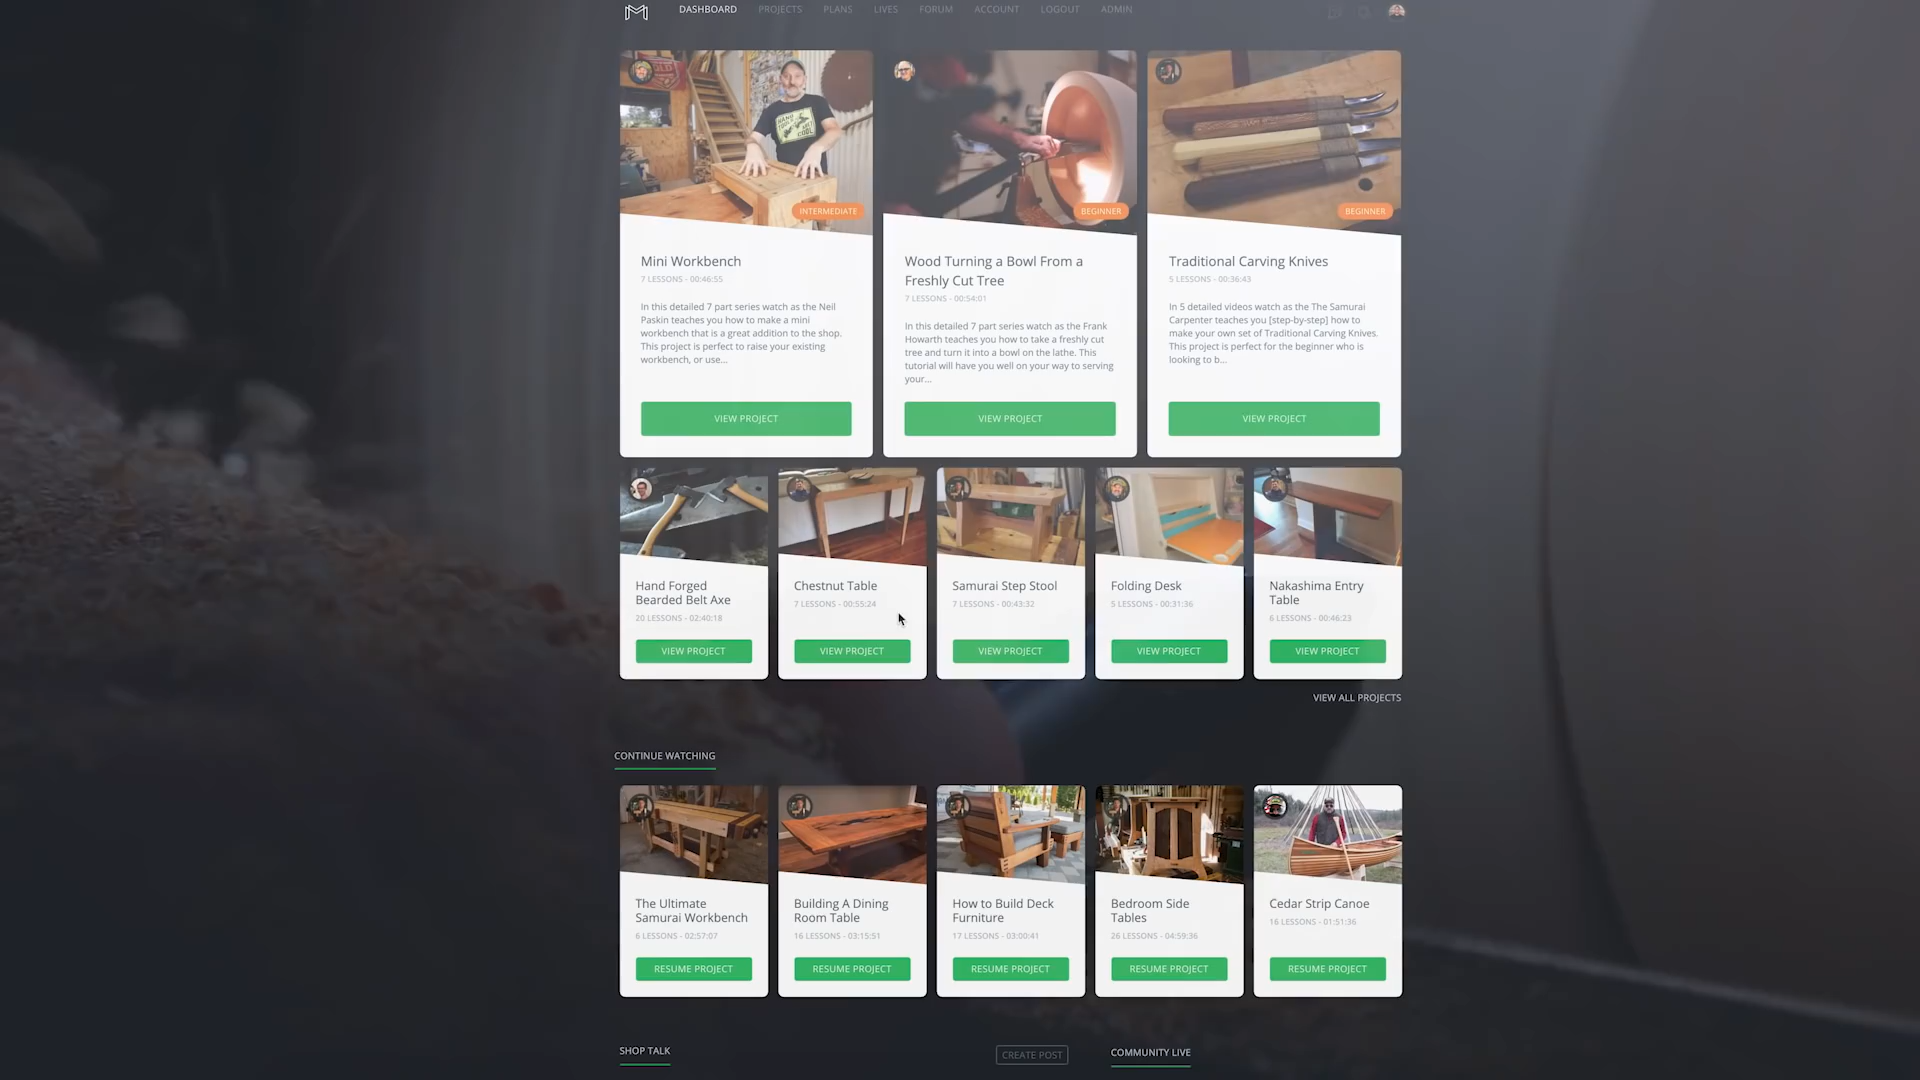 DASHBOARD PROJECTS PLANS LIVES FORUM ACCOUNT LOGOUT ADMIN
HAND TOOLS COOL
INTERMEDIATE
BEGINNER
BEGINNER
Mini Workbench
7 LESSONS - 00:46:55
In this detailed 7 part series watch as the Neil
Paskin teaches you how to make a mini
workbench that is a great addition to the shop.
This project is perfect to raise your existing
workbench, or use...
VIEW PROJECT
Wood Turning a Bowl From a
Freshly Cut Tree
7 LESSONS - 00:54:01
In this detailed 7 part series watch as the Frank
Howarth teaches you how to take a freshly cut
tree and turn it into a bowl on the lathe. This
tutorial will have you well on your way to serving
your...
VIEW PROJECT
Traditional Carving Knives
5 LESSONS - 00:36:43
In 5 detailed videos watch as the The Samurai
Carpenter teaches you [step-by-step] how to
make your own set of Traditional Carving Knives.
This project is perfect for the beginner who is
looking to b...
VIEW PROJECT
Hand Forged
Bearded Belt Axe
20 LESSONS - 02:40:18
VIEW PROJECT
Chestnut Table
7 LESSONS - 00:55:24
VIEW PROJECT
Samurai Step Stool
7 LESSONS - 00:43:32
VIEW PROJECT
Folding Desk
5 LESSONS - 00:31:36
VIEW PROJECT
Nakashima Entry
Table
6 LESSONS - 00:46:23
VIEW PROJECT
VIEW ALL PROJECTS
CONTINUE WATCHING
The Ultimate
Samurai Workbench
6 LESSONS - 02:57:07
RESUME PROJECT
Building A Dining
Room Table
16 LESSONS - 03:15:51
RESUME PROJECT
How to Build Deck
Furniture
17 LESSONS - 03:00:41
RESUME PROJECT
Bedroom Side
Tables
26 LESSONS - 04:59:36
RESUME PROJECT
Cedar Strip Canoe
16 LESSONS - 01:51:36
RESUME PROJECT
SHOP TALK
CREATE POST
COMMUNITY LIVE